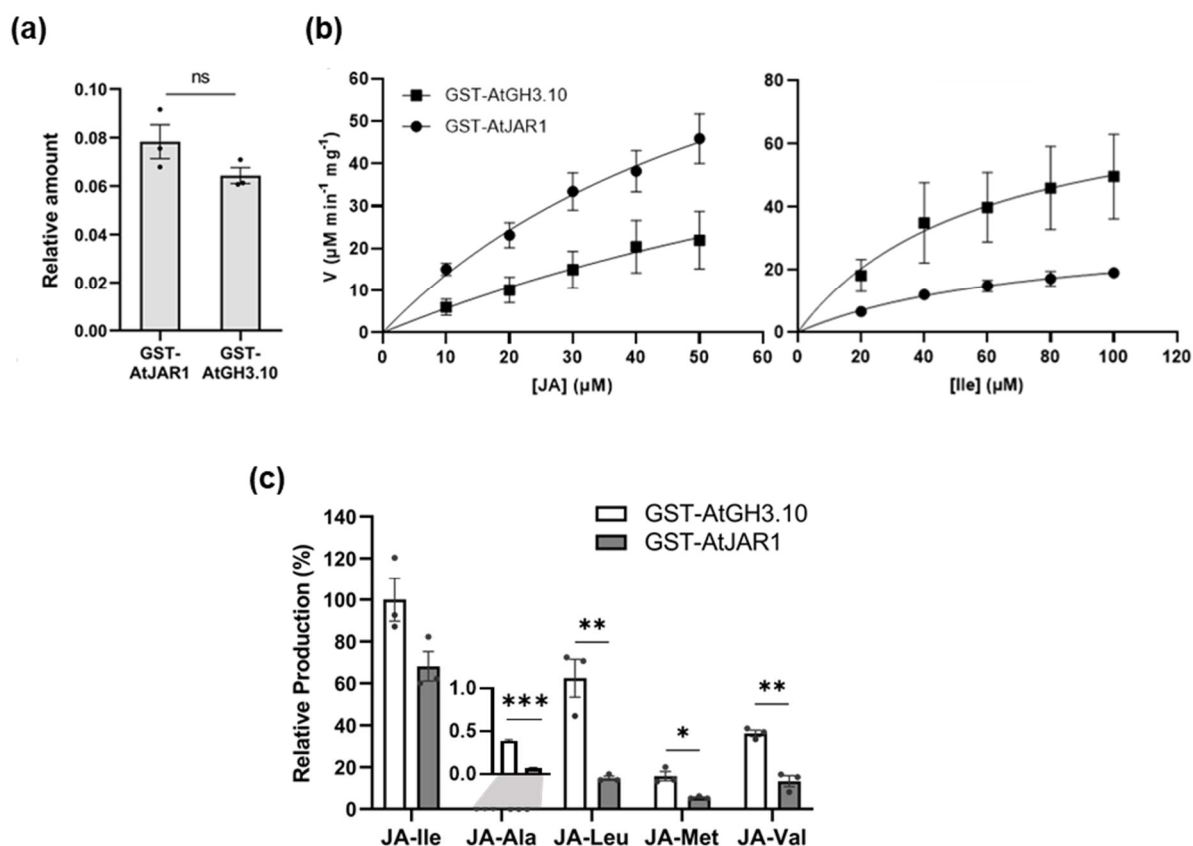 (a)
ns
0.10
0.08
0.06
0.04
0.02
0.00
Relative amount
GST-
AtJAR1
GST-
AtGH3.10
(b)
GST-AtGH3.10
GST-AtJAR1
60
50
40
30
20
10
0
V (µM min⁻¹ mg⁻¹)
0 10 20 30 40 50 60
[JA] (µM)
80
60
40
20
0
0 20 40 60 80 100 120
[Ile] (µM)
(c)
GST-AtGH3.10
GST-AtJAR1
140
120
100
80
60
40
20
0
Relative Production (%)
1.0
0.5
0.0
***
**
*
**
JA-Ile JA-Ala JA-Leu JA-Met JA-Val